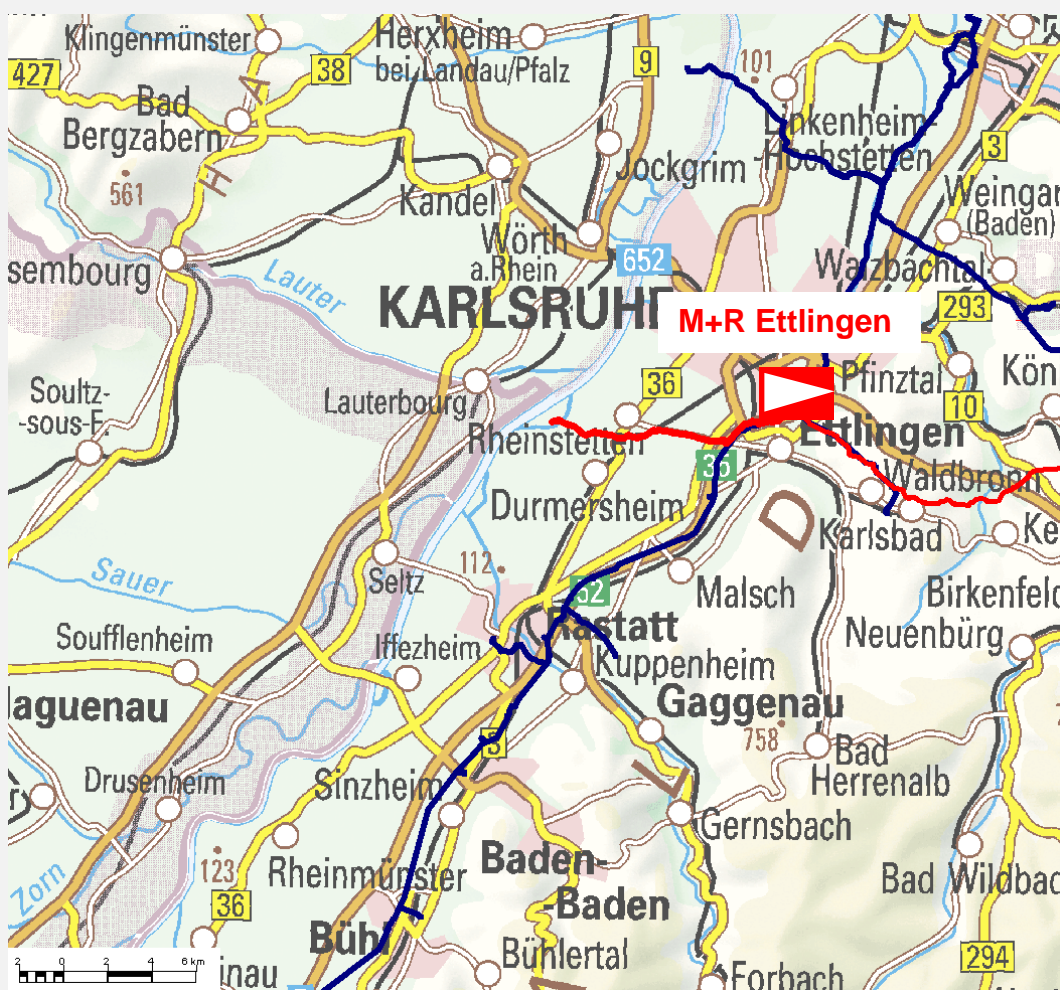 Klingenmünster
Herxheim
bei Landau/Pfalz
427
38
9
101
Bad
Bergzabern
H A
Linkenheim-
-Hochstetten
3
561
Jockgrim
Kandel
Weingar
(Baden)
Wörth
a.Rhein
652
Walzbachtal
sembourg
Lauter
KARLSRUHE
M+R Ettlingen
293
Pfinztal
Kön
Soultz-
-sous-F.
Lauterbourg
36
10
Rheinstetten
Ettlingen
35
Waldbronn
Durmersheim
D
Karlsbad
Ke
Sauer
Seltz
112
52
Malsch
Birkenfeld
Soufflenheim
Iffezheim
Rastatt
Neuenbürg
Kuppenheim
Haguenau
Gaggenau
3
758
Bad
Herrenalb
Drusenheim
r
Sinzheim
L
Gernsbach
123
Rheinmünster
Baden-
-Baden
Bad Wildbad
Zorn
36
Bühl
Bühlertal
294
2 0 2 4 6 km
inau
Forbach